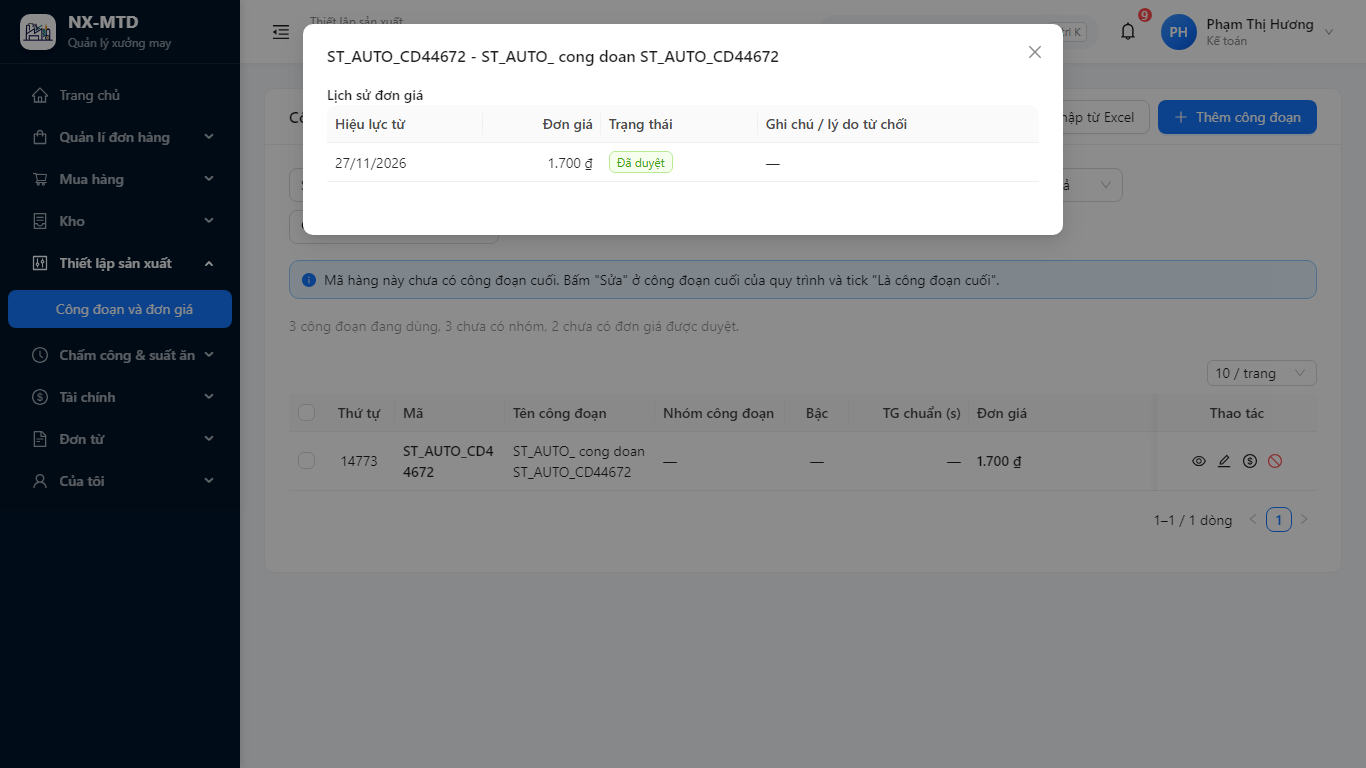 NX-MTD
Quản lý xưởng may
Trang chủ
Quản lí đơn hàng
Mua hàng
Kho
Thiết lập sản xuất
Công đoạn và đơn giá
Chấm công & suất ăn
Tài chính
Đơn từ
Của tôi
Thiết lập sản xuất
K
9
PH
Phạm Thị Hương
Kế toán
ST_AUTO_CD44672 - ST_AUTO_ cong doan ST_AUTO_CD44672
Lịch sử đơn giá
Hiệu lực từ Đơn giá Trạng thái Ghi chú / lý do từ chối
27/11/2026 1.700 ₫ Đã duyệt —
từ Excel
Thêm công đoạn
Mã hàng này chưa có công đoạn cuối. Bấm "Sửa" ở công đoạn cuối của quy trình và tick "Là công đoạn cuối".
3 công đoạn đang dùng, 3 chưa có nhóm, 2 chưa có đơn giá được duyệt.
10 / trang
Thứ tự Mã Tên công đoạn Nhóm công đoạn Bậc TG chuẩn (s) Đơn giá Thao tác
14773 ST_AUTO_CD4 ST_AUTO_ cong doan — — — 1.700 ₫
4672 ST_AUTO_CD44672
1–1 / 1 dòng 1